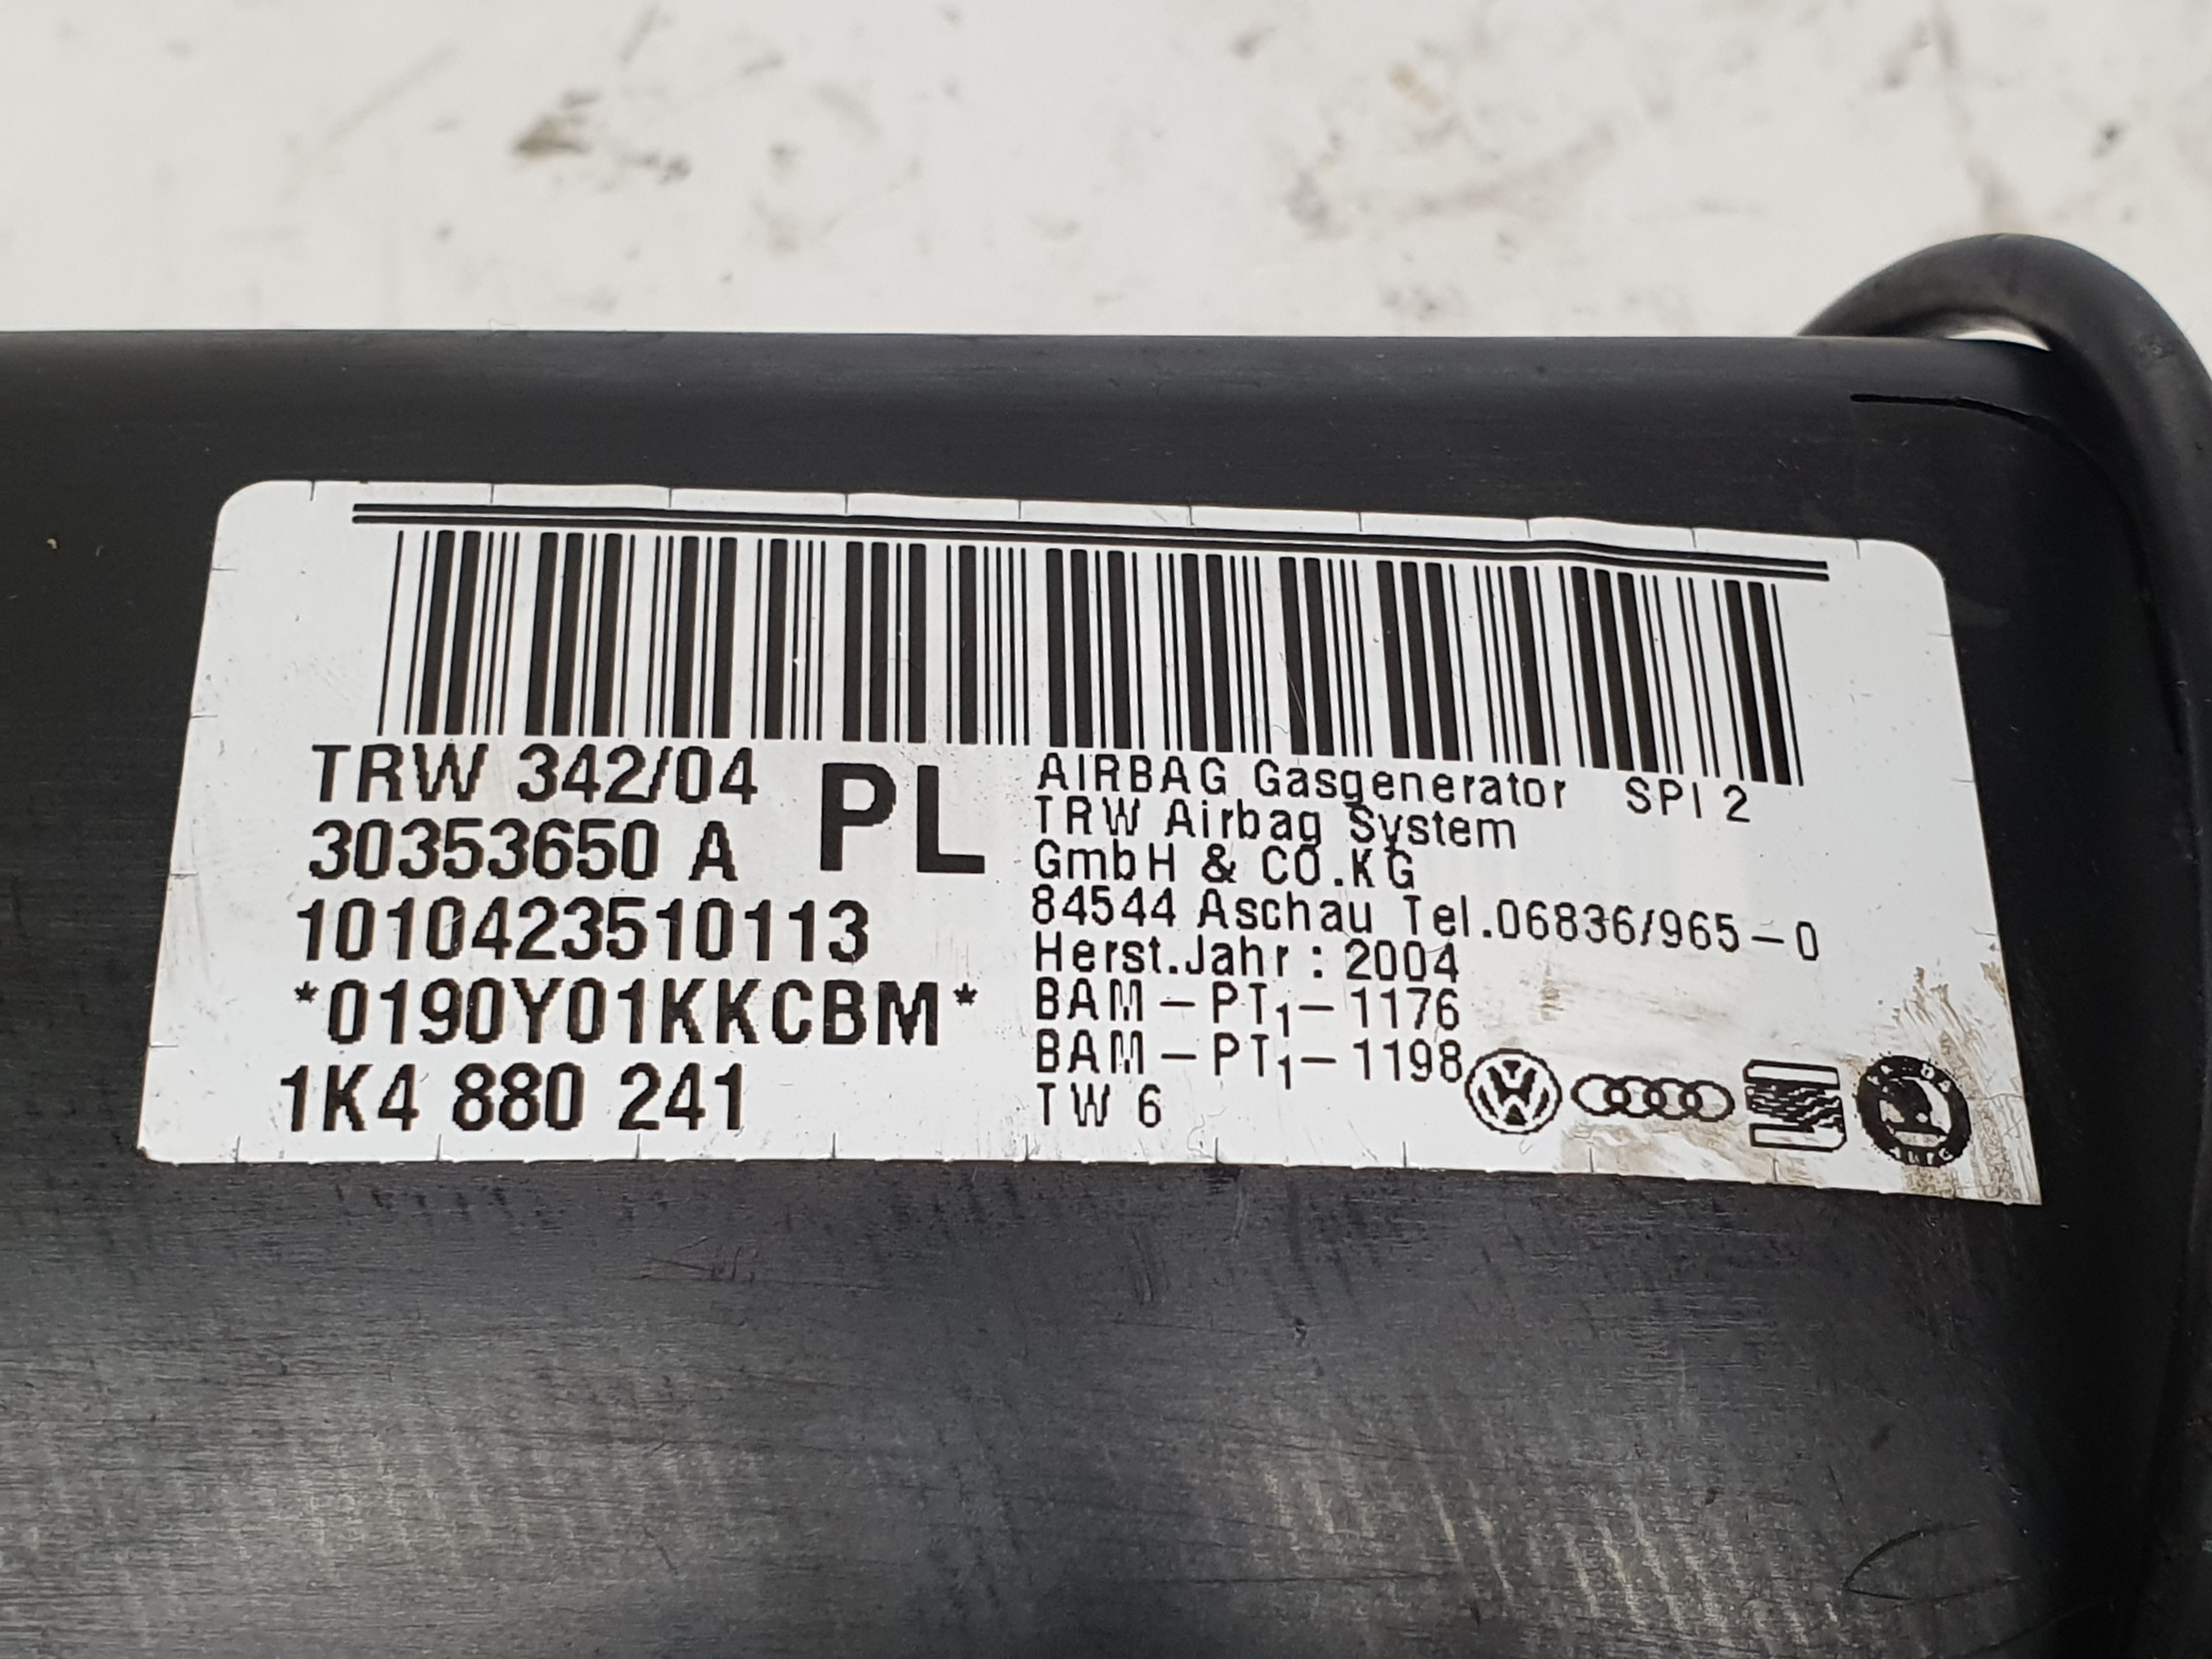 TRW 342/04
30353650 A
PL
1010423510113
*0190Y01KKCBM*
1K4 880 241
AIRBAG Gasgenerator SPI 2
TRW Airbag System
GmbH & CO.KG
84544 Aschau Tel.06836/965-0
Herst.Jahr : 2004
BAM-PT1-1176
BAM-PT1-1198
TW 6